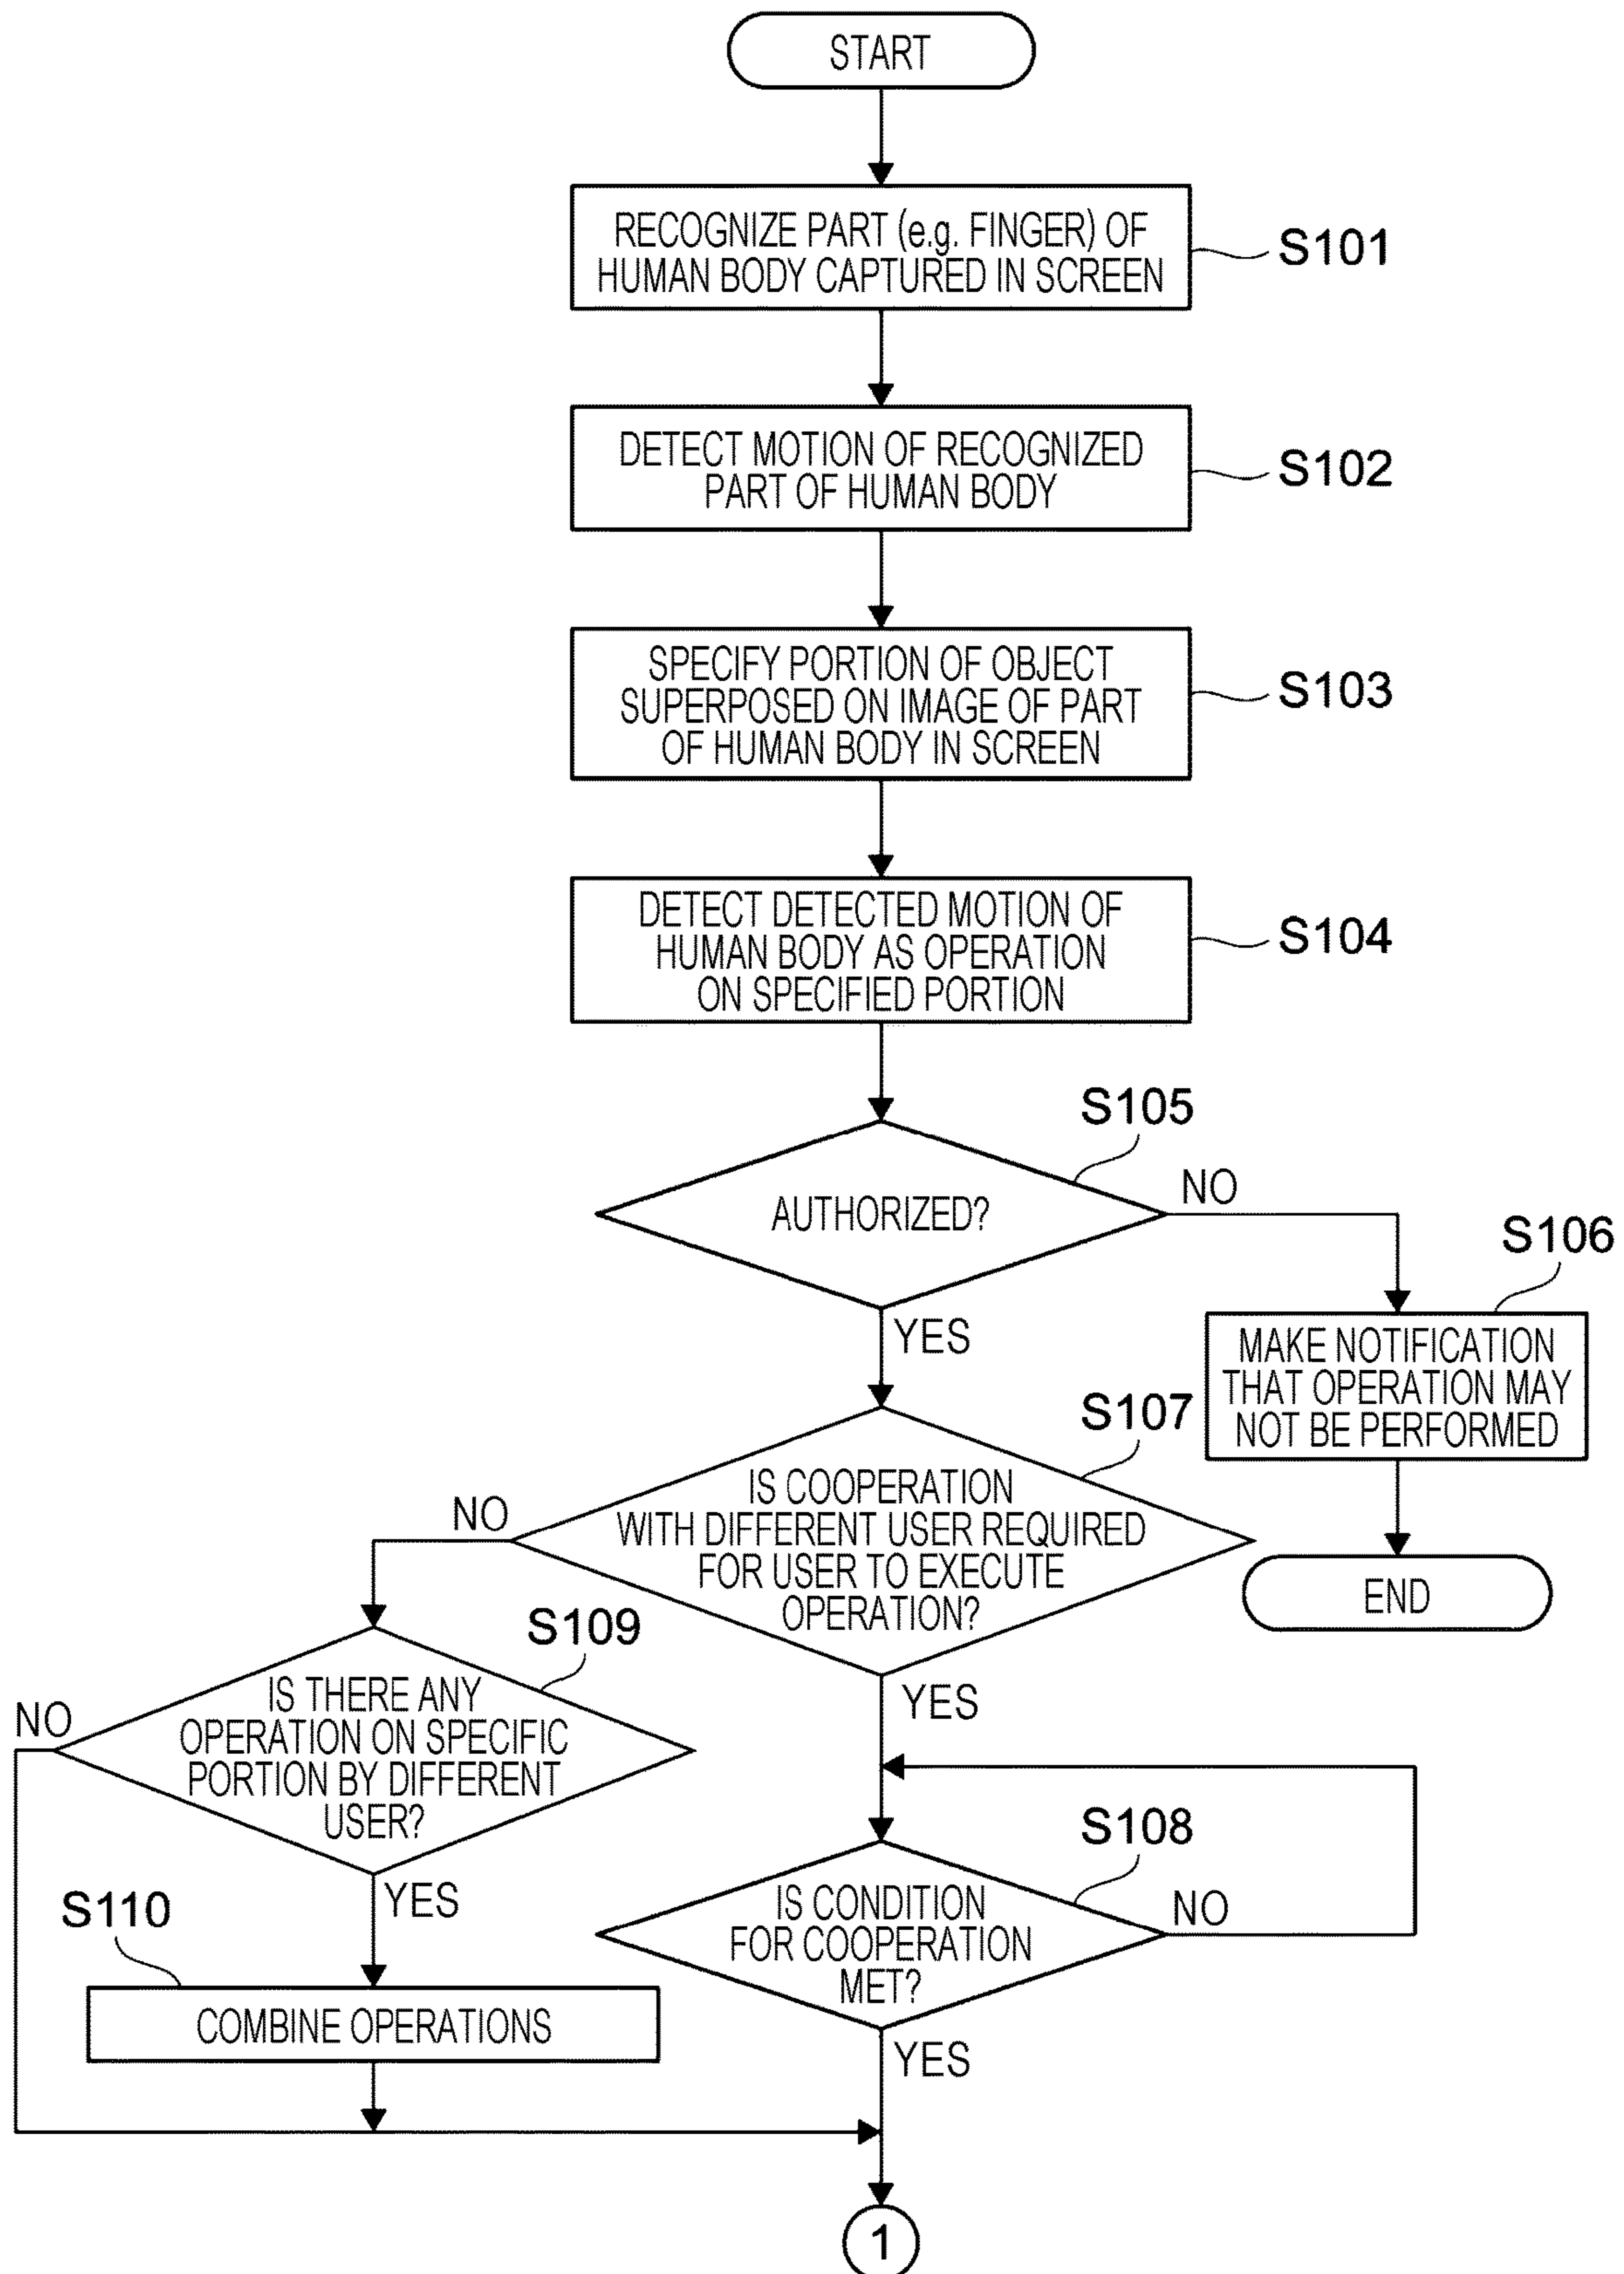 START
RECOGNIZE PART (e.g. FINGER) OF
HUMAN BODY CAPTURED IN SCREEN
S101
DETECT MOTION OF RECOGNIZED
PART OF HUMAN BODY
S102
SPECIFY PORTION OF OBJECT
SUPERPOSED ON IMAGE OF PART
OF HUMAN BODY IN SCREEN
S103
DETECT DETECTED MOTION OF
HUMAN BODY AS OPERATION
ON SPECIFIED PORTION
S104
S105
AUTHORIZED?
NO
YES
S106
MAKE NOTIFICATION
THAT OPERATION MAY
NOT BE PERFORMED
END
S107
IS COOPERATION
WITH DIFFERENT USER REQUIRED
FOR USER TO EXECUTE
OPERATION?
NO
YES
S109
IS THERE ANY
OPERATION ON SPECIFIC
PORTION BY DIFFERENT
USER?
NO
YES
S108
IS CONDITION
FOR COOPERATION
MET?
NO
YES
S110
COMBINE OPERATIONS
1